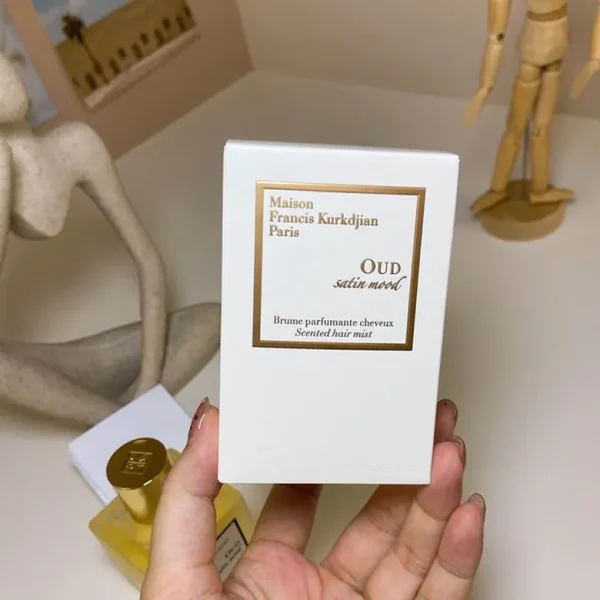 Maison
Francis Kurkdjian
Paris
OUD
satin mood
Brume parfumante cheveux
Scented hair mist